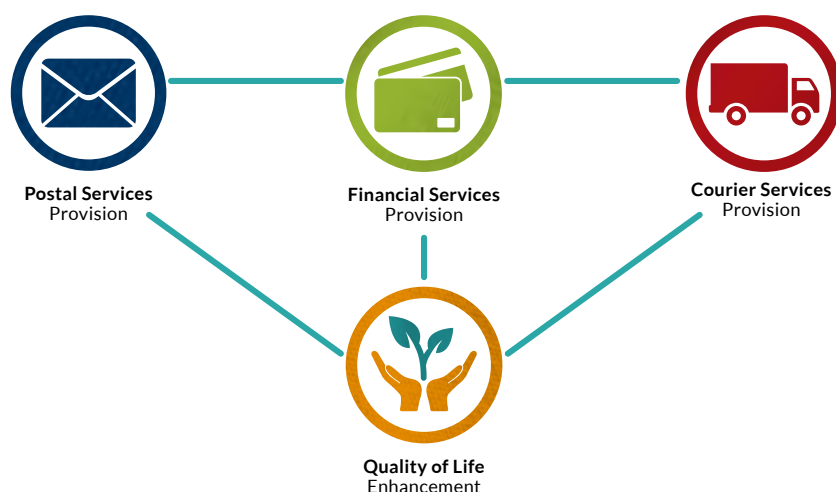 Postal Services
Provision
Financial Services
Provision
Courier Services
Provision
Quality of Life
Enhancement